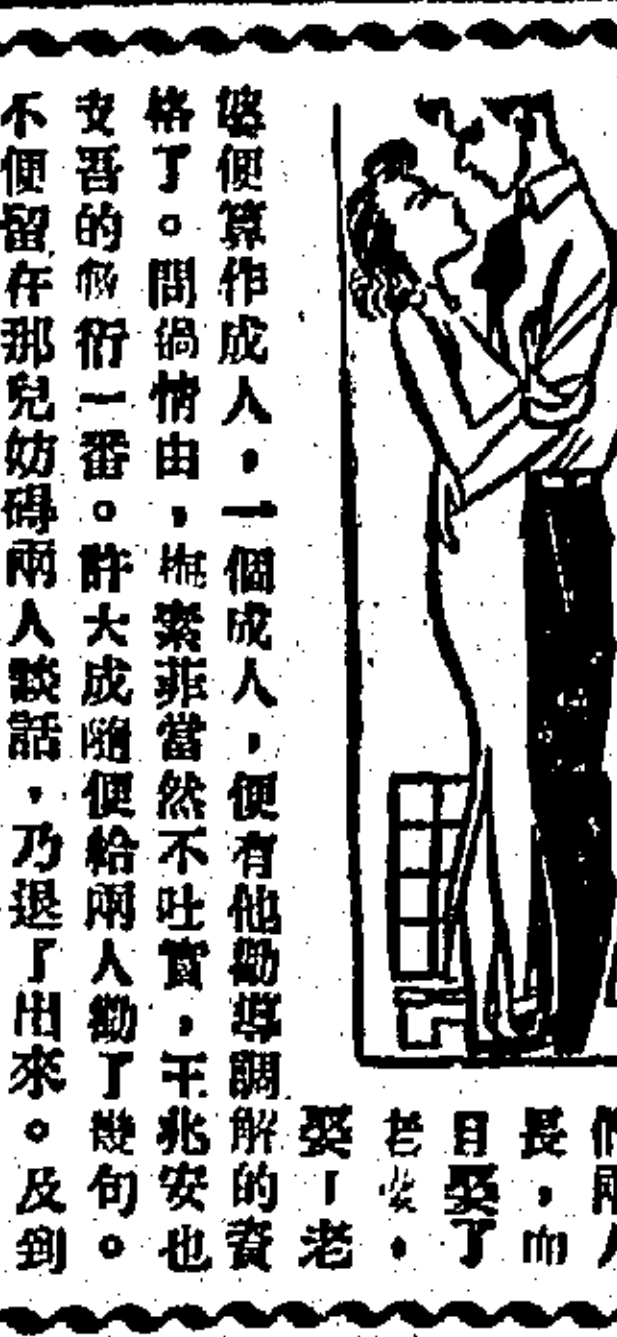 們兩人
長，而
且娶了
老婆，
娶了老
婆便算作成人，一個成人，便有他勸導調解的資
格了。問過情由，梅素菲當然不吐實，王兆安也
支吾的敷衍一番。許大成隨便給兩人勸了幾句。
不便留在那兒妨碍兩人談話，乃退了出來。及到